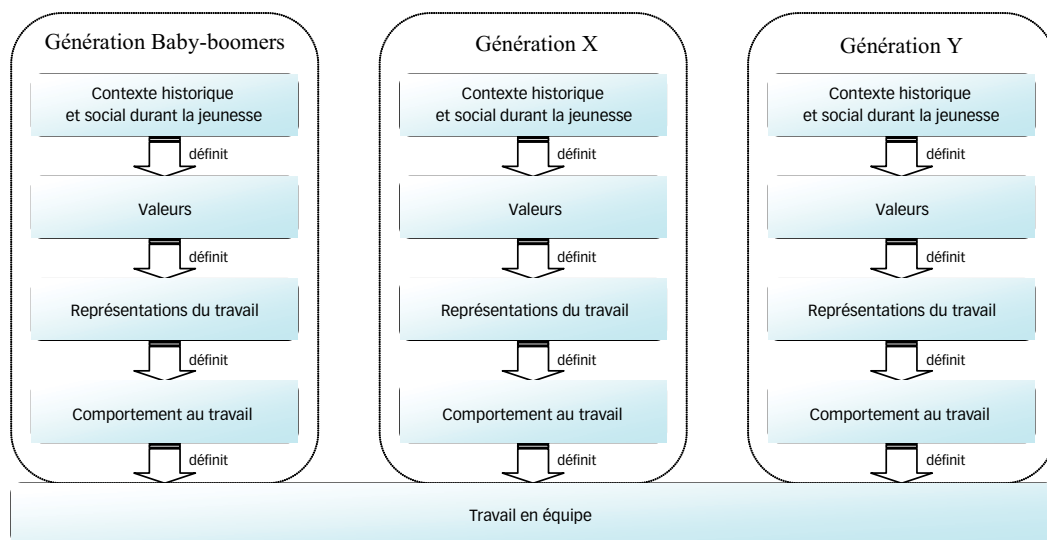 Génération Baby-boomers
Contexte historique
et social durant la jeunesse
définit
Valeurs
définit
Représentations du travail
définit
Comportement au travail
définit
Génération X
Contexte historique
et social durant la jeunesse
définit
Valeurs
définit
Représentations du travail
définit
Comportement au travail
définit
Génération Y
Contexte historique
et social durant la jeunesse
définit
Valeurs
définit
Représentations du travail
définit
Comportement au travail
définit
Travail en équipe